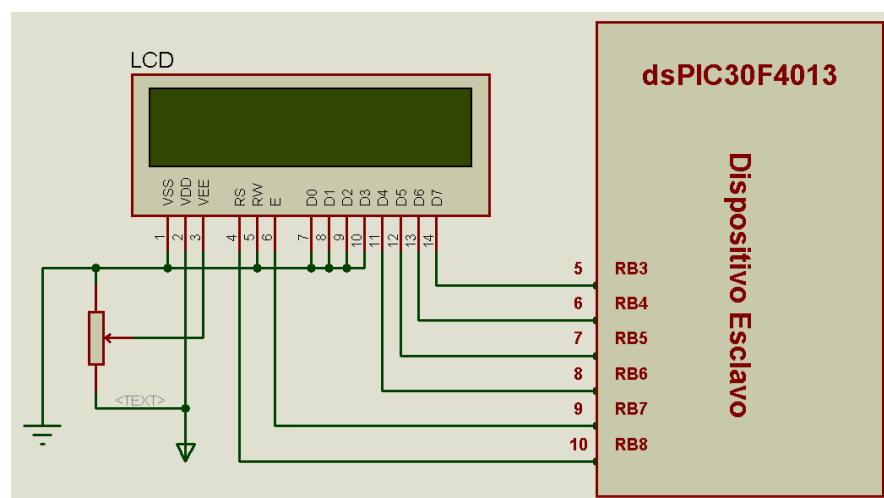 LCD
dsPIC30F4013
Dispositivo Esclavo
VSS VDD VEE RS RW E D0 D1 D2 D3 D4 D5 D6 D7
1 2 3 4 5 6 7 8 9 10 11 12 13 14
5 RB3
6 RB4
7 RB5
8 RB6
9 RB7
10 RB8
<TEXT>